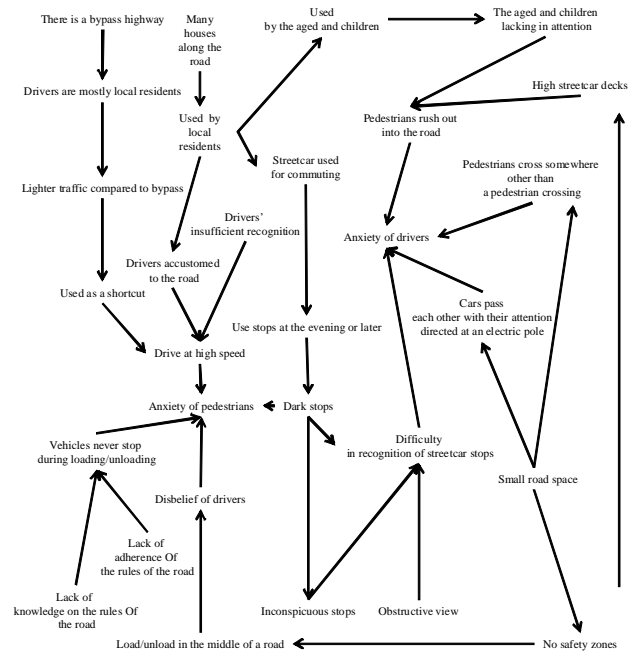 There is a bypass highway
Many
houses
along the
road
Used
by the aged and children
The aged and children
lacking in attention
Drivers are mostly local residents
High streetcar decks
Used by
local
residents
Pedestrians rush out
into the road
Streetcar used
for commuting
Pedestrians cross somewhere
other than
a pedestrian crossing
Lighter traffic compared to bypass
Drivers'
insufficient recognition
Anxiety of drivers
Drivers accustomed
to the road
Used as a shortcut
Cars pass
each other with their attention
directed at an electric pole
Use stops at the evening or later
Drive at high speed
Anxiety of pedestrians
Dark stops
Vehicles never stop
during loading/unloading
Difficulty
in recognition of streetcar stops
Small road space
Disbelief of drivers
Lack of
adherence Of
the rules of the road
Lack of
knowledge on the rules Of
the road
Inconspicuous stops
Obstructive view
Load/unload in the middle of a road
No safety zones